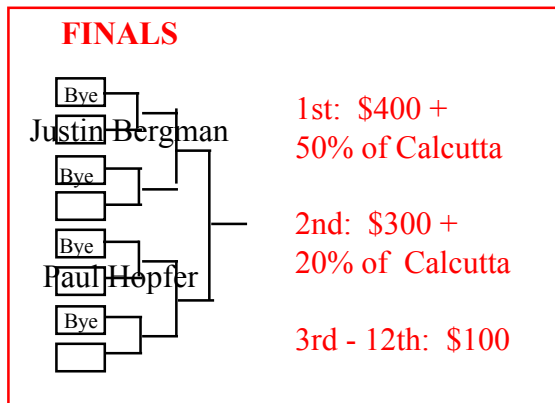 FINALS
Bye
Justin Bergman
Bye
Bye
Paul Hopfer
Bye
1st: $400 +
50% of Calcutta
2nd: $300 +
20% of Calcutta
3rd - 12th: $100